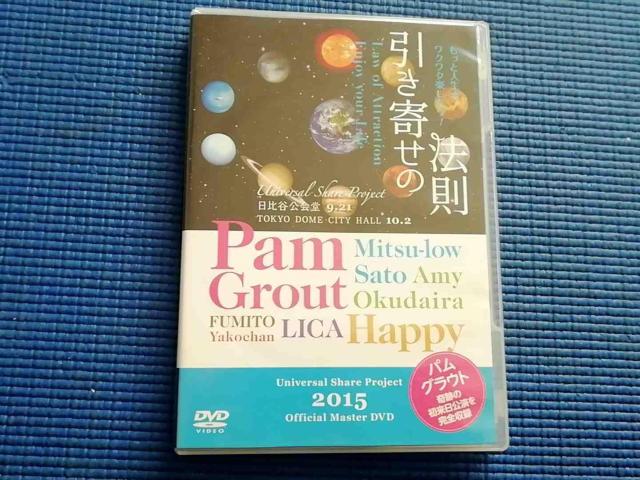 もっと人生を
ワクワク楽
引き寄せの
法則
Law of Attraction
Enjoy your Life
Universal Share Project
日比谷公会堂 9.21
TOKYO DOME CITY HALL 10.2
Pam
Grout
Mitsu-low
Sato Amy
Okudaira
FUMITO
Yakochan
LICA
Happy
パム
グラウト
奇跡の
初来日公演を
完全収録
Universal Share Project
2015
Official Master DVD
DVD
VIDEO